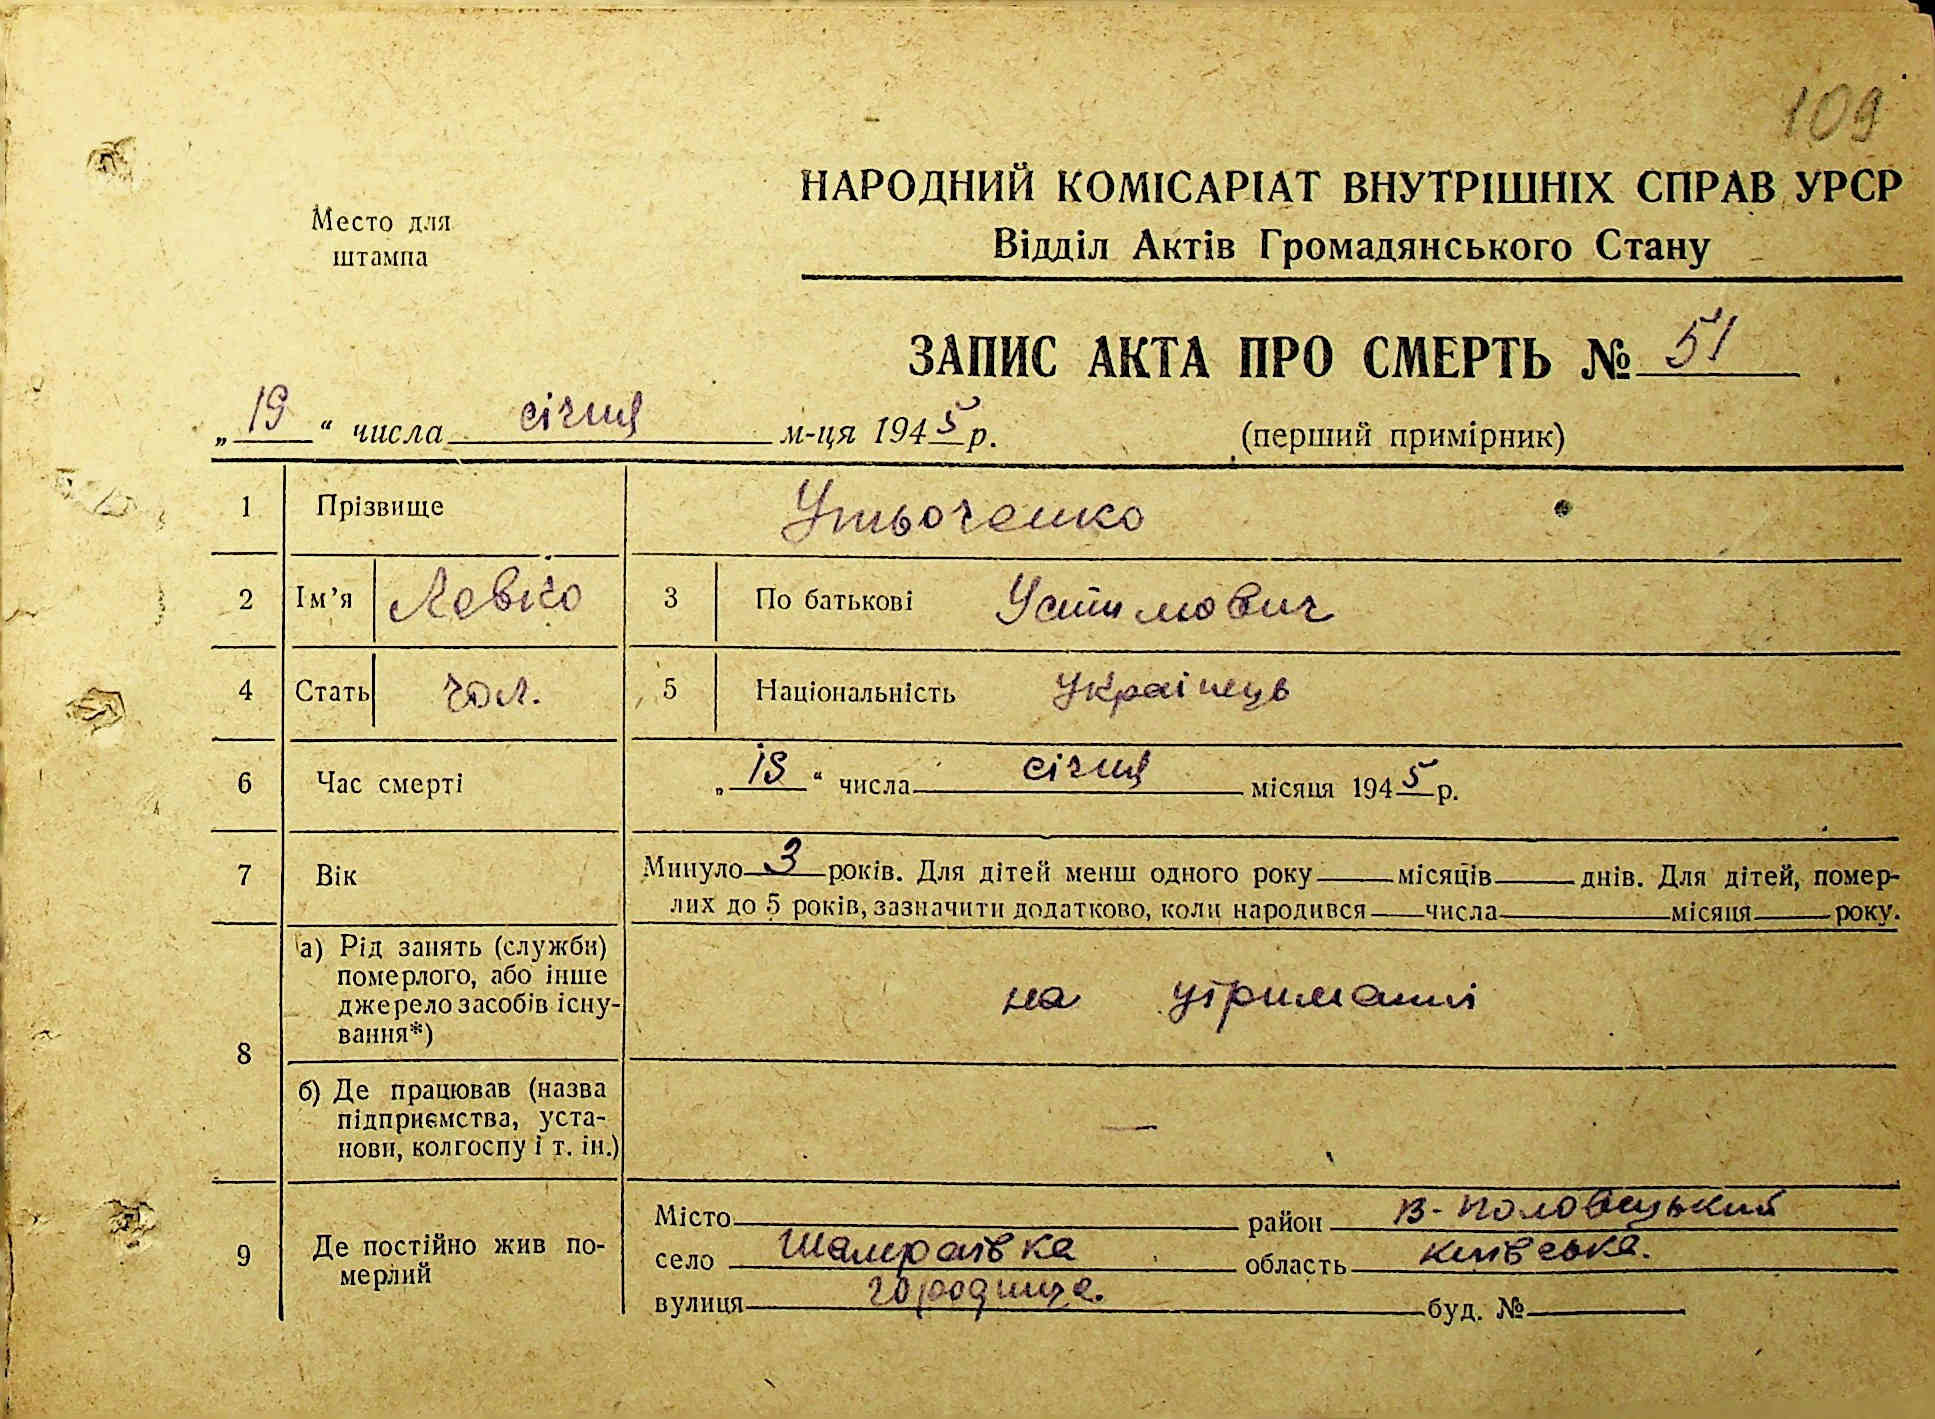 109
НАРОДНИЙ КОМІСАРІАТ ВНУТРІШНІХ СПРАВ УРСР
Место для
штампа
Відділ Актів Громадянського Стану
ЗАПИС АКТА ПРО СМЕРТЬ № 51
„19“ числа січня м-ця 1945 р.
(перший примірник)
1 Прізвище Утьоченко
2 Ім’я Левко 3 По батькові Устимович
4 Стать чол. 5 Національність Українець
6 Час смерті „18“ числа січня місяця 1945 р.
7 Вік Минуло 3 років. Для дітей менш одного року місяців днів. Для дітей, помер-
лих до 5 років, зазначити додатково, коли народився числа місяця року.
8 а) Рід занять (служби)
померлого, або інше
джерело засобів існу-
вання*)
на утриманні
б) Де працював (назва
підприємства, уста-
нови, колгоспу і т. ін.)
—
9 Де постійно жив по-
мерлий
Місто район В-Половецький
село Шамраївка область Київська.
вулиця городище. буд. №